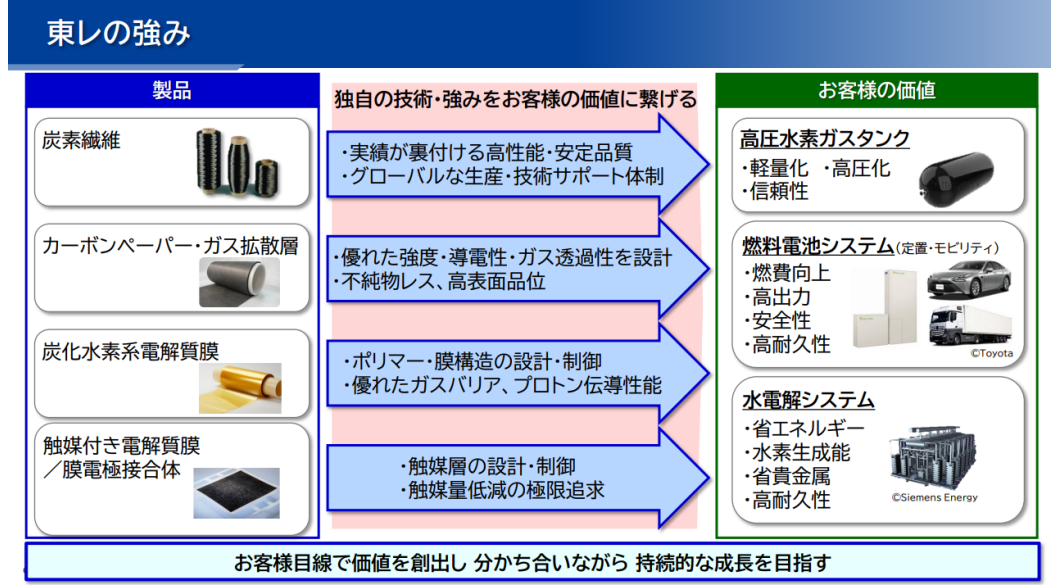 東レの強み
製品
独自の技術・強みをお客様の価値に繋げる
お客様の価値
炭素繊維
・実績が裏付ける高性能・安定品質
・グローバルな生産・技術サポート体制
高圧水素ガスタンク
・軽量化 ・高圧化
・信頼性
カーボンペーパー・ガス拡散層
・優れた強度・導電性・ガス透過性を設計
・不純物レス、高表面品位
燃料電池システム(定置・モビリティ)
・燃費向上
・高出力
・安全性
・高耐久性
©Toyota
炭化水素系電解質膜
・ポリマー・膜構造の設計・制御
・優れたガスバリア、プロトン伝導性能
水電解システム
・省エネルギー
・水素生成能
・省貴金属
・高耐久性
©Siemens Energy
触媒付き電解質膜
／膜電極接合体
・触媒層の設計・制御
・触媒量低減の極限追求
お客様目線で価値を創出し 分かち合いながら 持続的な成長を目指す